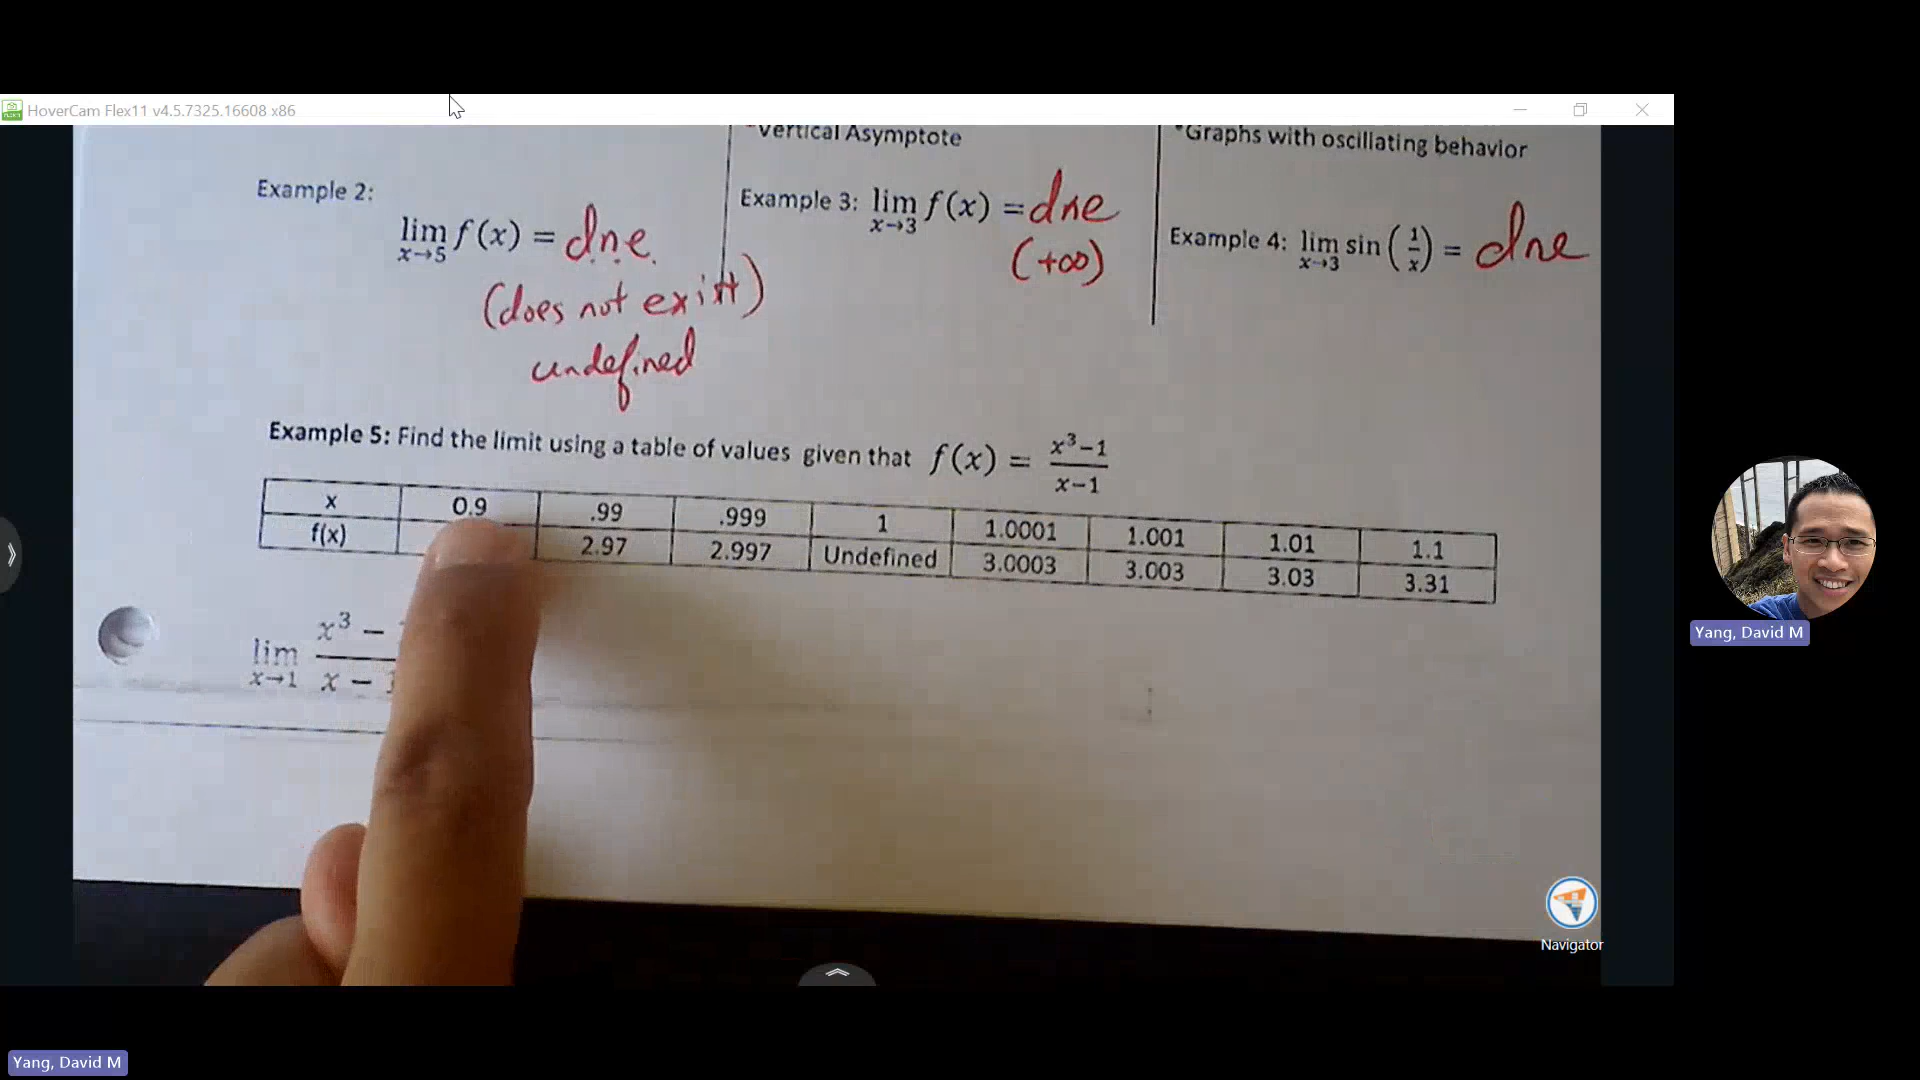 HoverCam Flex11 v4.5.7325.16608 x86
Vertical Asymptote
*Graphs with oscillating behavior
Example 2:
lim x→5 f(x) = dne.
(does not exist)
undefined
Example 3: lim x→3 f(x) = dne
(+∞)
Example 4: lim x→3 sin (1/x) = dne
Example 5: Find the limit using a table of values given that f(x) = x³−1 / x−1
x 0.9 .99 .999 1 1.0001 1.001 1.01 1.1
f(x) 2.97 2.997 Undefined 3.0003 3.003 3.03 3.31
lim x→1 x³ − / x −
Navigator
Yang, David M
Yang, David M